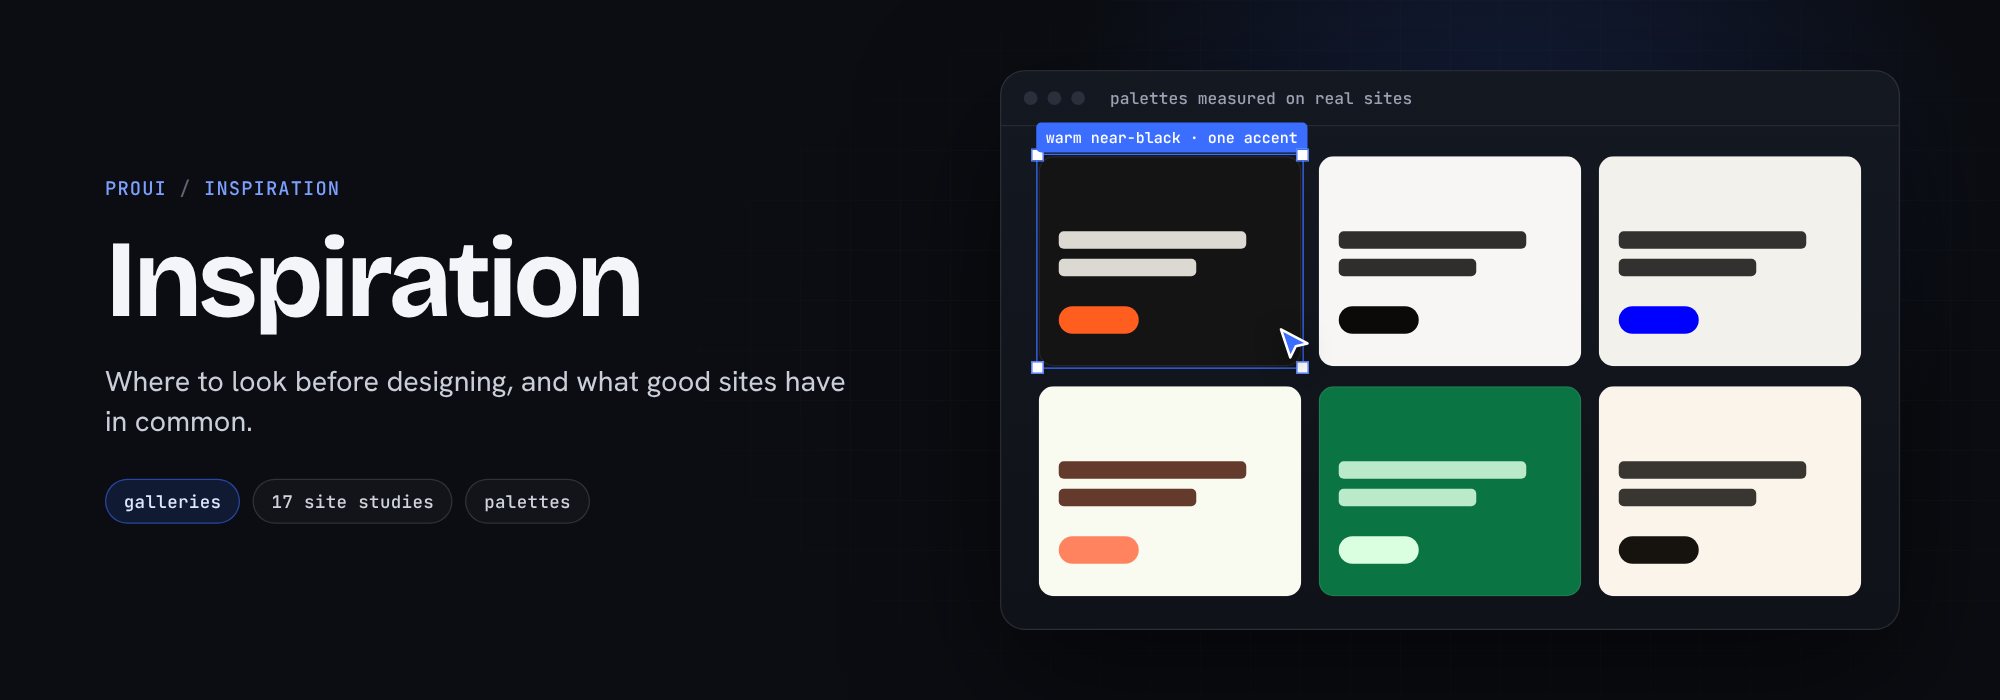 PROUI / INSPIRATION
Inspiration
Where to look before designing, and what good sites have
in common.
galleries
17 site studies
palettes
palettes measured on real sites
warm near-black · one accent